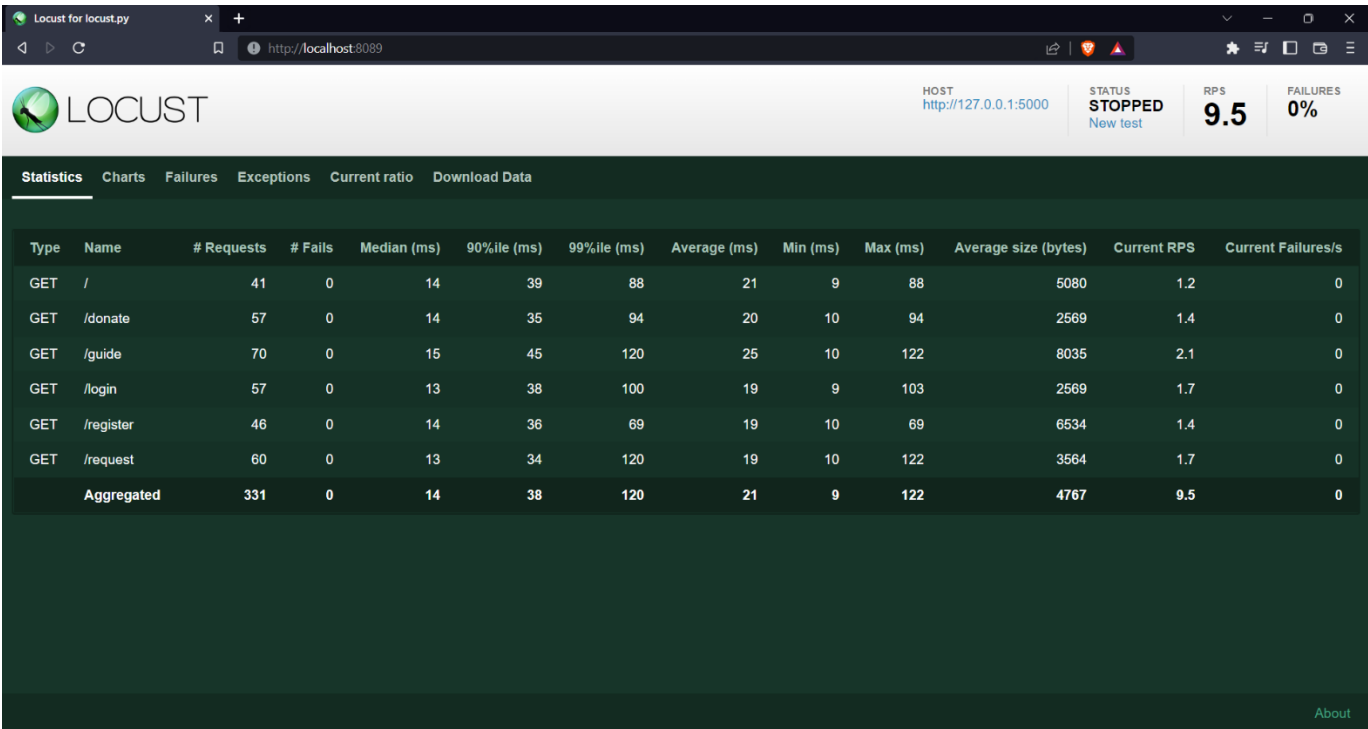 Locust for locust.py
http://localhost:8089
LOCUST
HOST
http://127.0.0.1:5000
STATUS
STOPPED
New test
RPS
9.5
FAILURES
0%
Statistics Charts Failures Exceptions Current ratio Download Data
Type Name # Requests # Fails Median (ms) 90%ile (ms) 99%ile (ms) Average (ms) Min (ms) Max (ms) Average size (bytes) Current RPS Current Failures/s
GET / 41 0 14 39 88 21 9 88 5080 1.2 0
GET /donate 57 0 14 35 94 20 10 94 2569 1.4 0
GET /guide 70 0 15 45 120 25 10 122 8035 2.1 0
GET /login 57 0 13 38 100 19 9 103 2569 1.7 0
GET /register 46 0 14 36 69 19 10 69 6534 1.4 0
GET /request 60 0 13 34 120 19 10 122 3564 1.7 0
Aggregated 331 0 14 38 120 21 9 122 4767 9.5 0
About